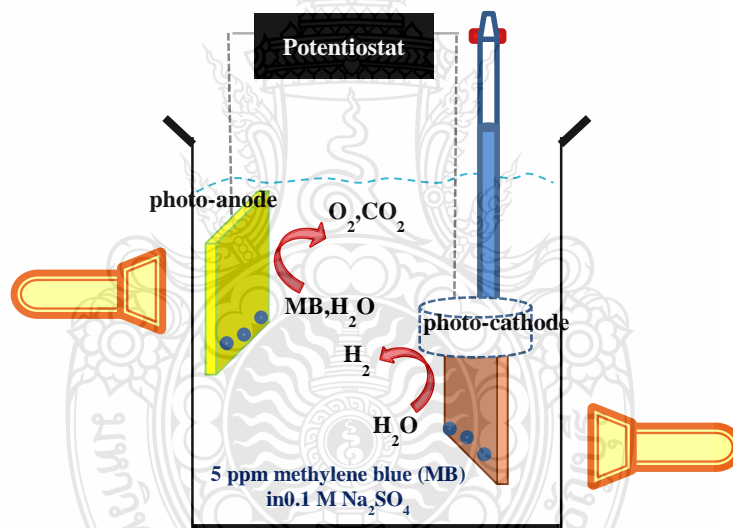 Potentiostat
photo-anode
O₂,CO₂
MB,H₂O
photo-cathode
H₂
H₂O
5 ppm methylene blue (MB)
in0.1 M Na₂SO₄